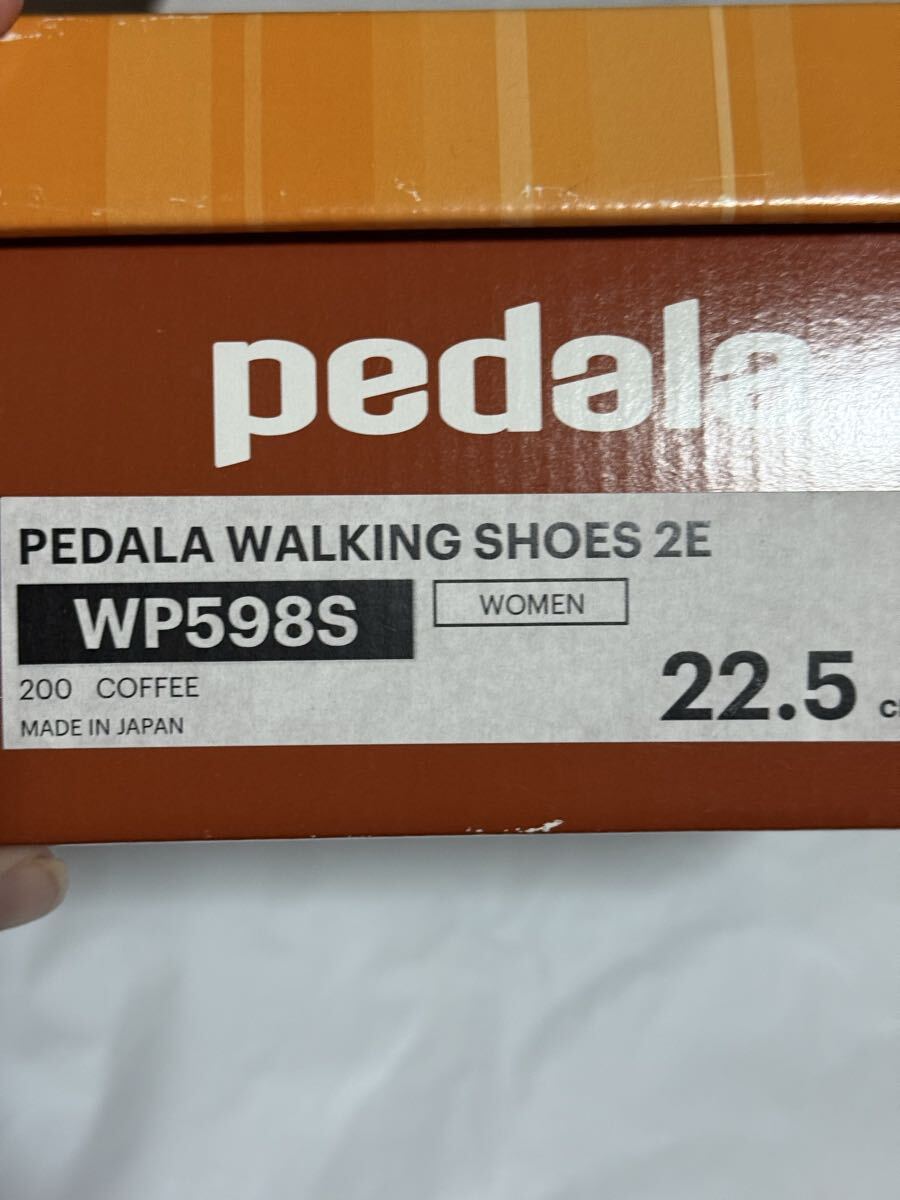 pedala
PEDALA WALKING SHOES 2E
WP598S
WOMEN
200 COFFEE
22.5
MADE IN JAPAN